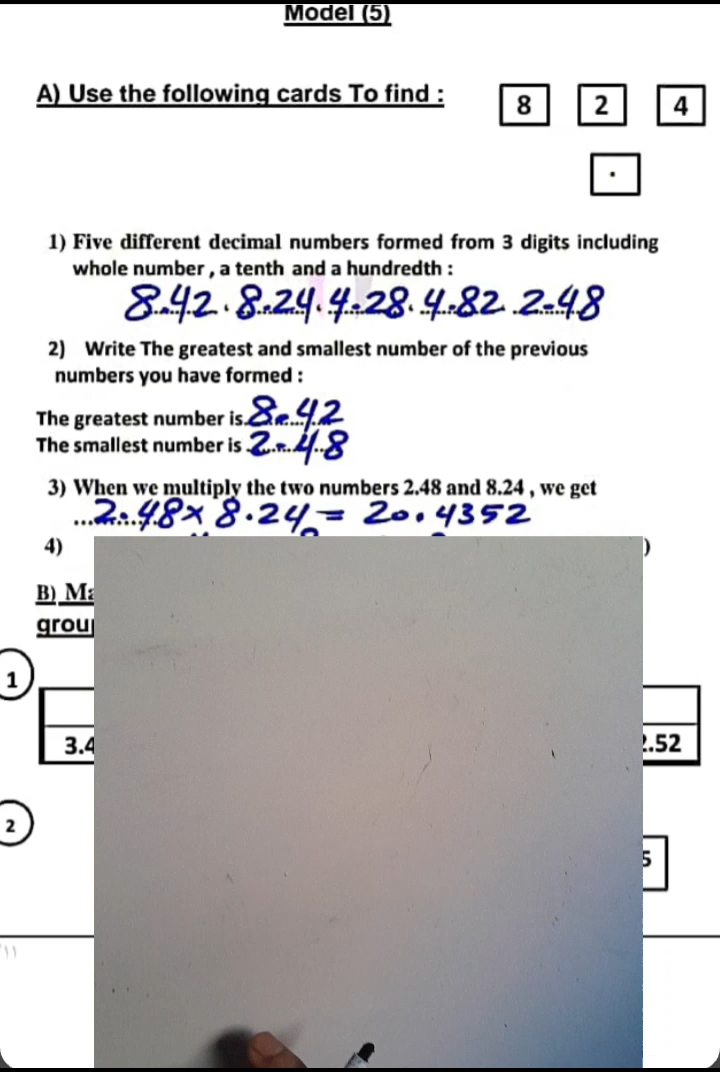 Model (5)
A) Use the following cards To find :
8 2 4
.
1) Five different decimal numbers formed from 3 digits including
whole number , a tenth and a hundredth :
8.42 . 8.24 . 4.28 . 4.82 . 2.48
2) Write The greatest and smallest number of the previous
numbers you have formed :
The greatest number is 8.42
The smallest number is 2.48
3) When we multiply the two numbers 2.48 and 8.24 , we get
2.48 × 8.24 = 20.4352
4) )
B)
1
.52
2
5